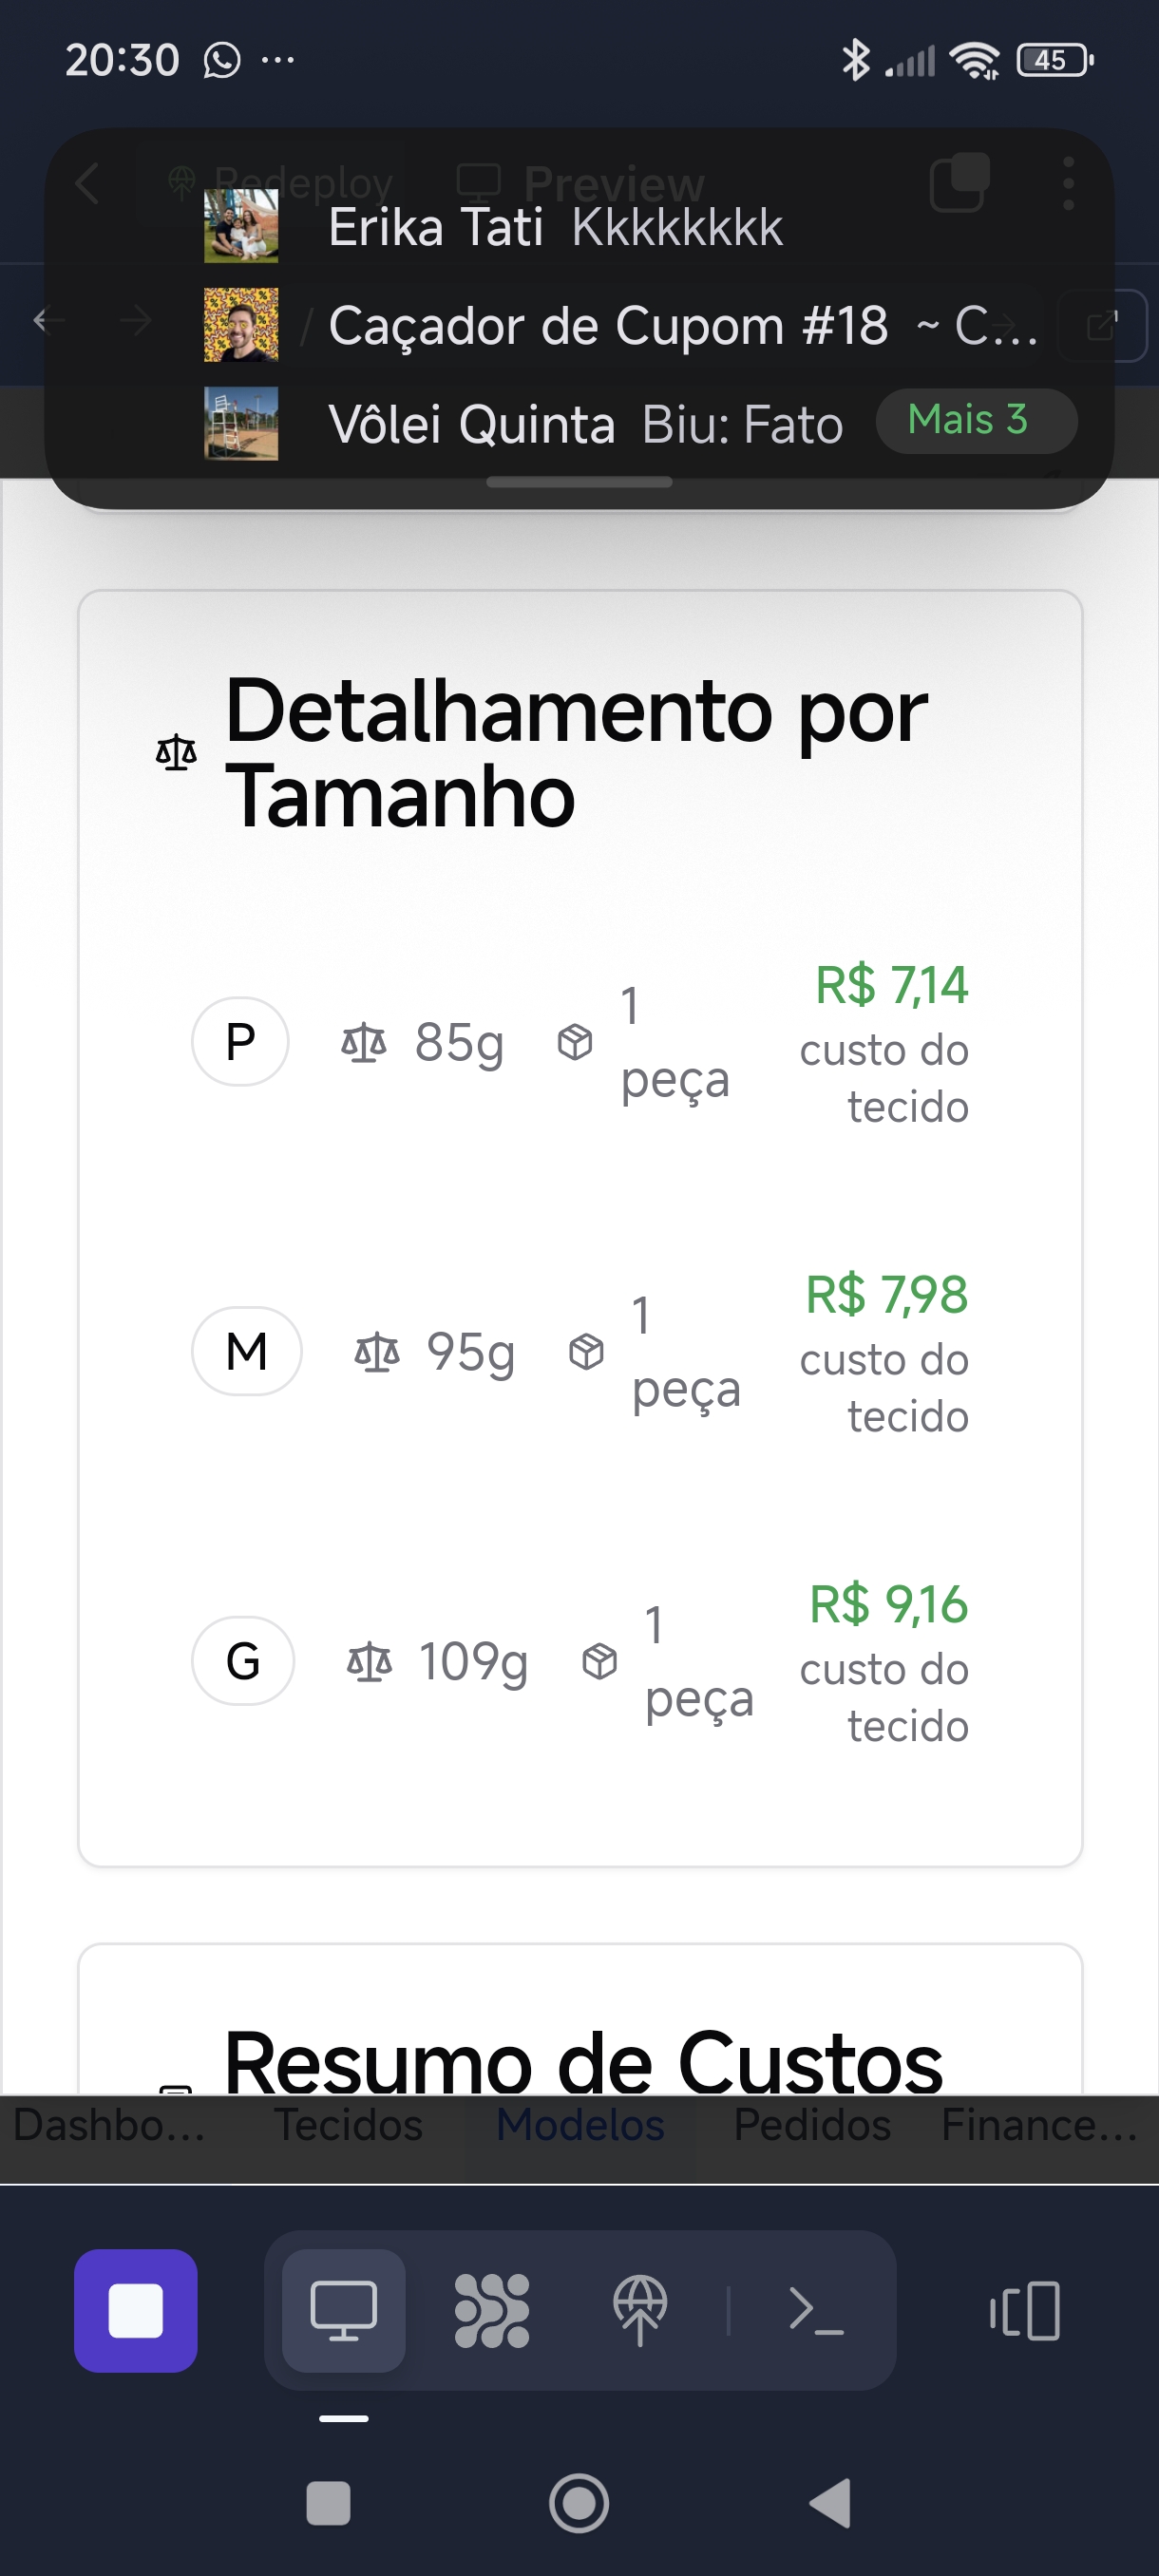 20:30 ...
45
Redeploy Preview
Erika Tati Kkkkkkkk
/ Caçador de Cupom #18 ~ C...
Vôlei Quinta Biu: Fato Mais 3
Detalhamento por
Tamanho
P 85g 1 peça
R$ 7,14
custo do
tecido
M 95g 1 peça
R$ 7,98
custo do
tecido
G 109g 1 peça
R$ 9,16
custo do
tecido
Resumo de Custos
Dashbo... Tecidos Modelos Pedidos Finance...